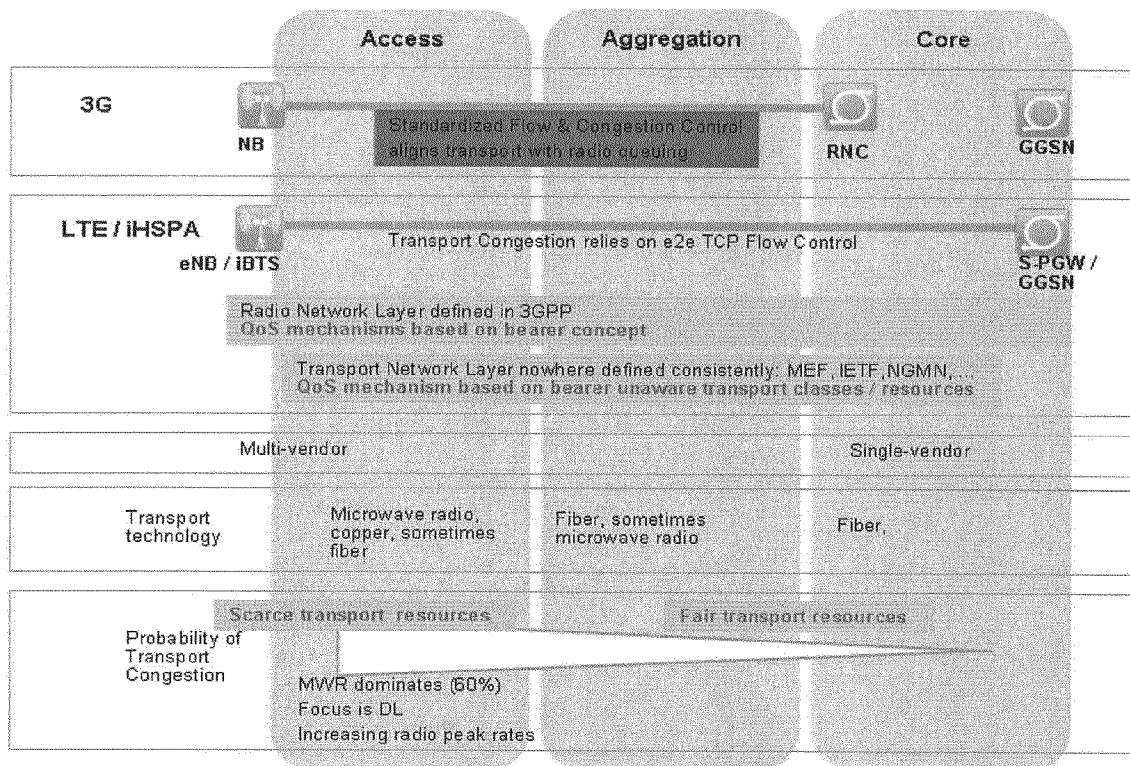 Access
Aggregation
Core
3G
NB
Standardized Flow & Congestion Control
aligns transport with radio queuing
RNC
GGSN
LTE / iHSPA
eNB / iBTS
Transport Congestion relies on e2e TCP Flow Control
S-PGW /
GGSN
Radio Network Layer defined in 3GPP
QoS mechanisms based on bearer concept
Transport Network Layer nowhere defined consistently: MEF, IETF,NGMN, ...
QoS mechanism based on bearer unaware transport classes / resources
Multi-vendor
Single-vendor
Transport
technology
Microwave radio,
copper, sometimes
fiber
Fiber, sometimes
microwave radio
Fiber,
Scarce transport resources
Fair transport resources
Probability of
Transport
Congestion
MWR dominates (60%)
Focus is DL
Increasing radio peak rates